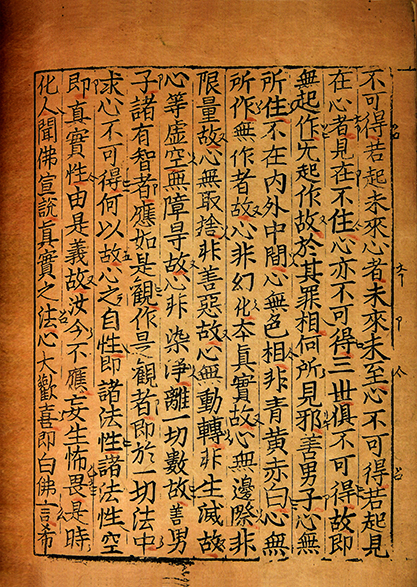 不可得若起未來心者未來未至心不可得若起見
在心者見在不住心亦不可得三世俱不可得故即
無起作无起作故於其罪相何所見邪善男子心無
所住不在内外中間心無色相非青黃赤白心無
所作無作者故心非幻化本真實故心無邊際非
限量故心無取捨非善惡故心無動轉非生滅故
心等虛空無障㝵故心非染淨離一切數故善男
子諸有智者應如是觀作是觀者即於一切法中
求心不可得何以故心之自性即諸法性諸法性空
即真實性由是義故汝今不應妄生怖畏是時
化人聞佛宣說真實之法心大歡喜即白佛言希